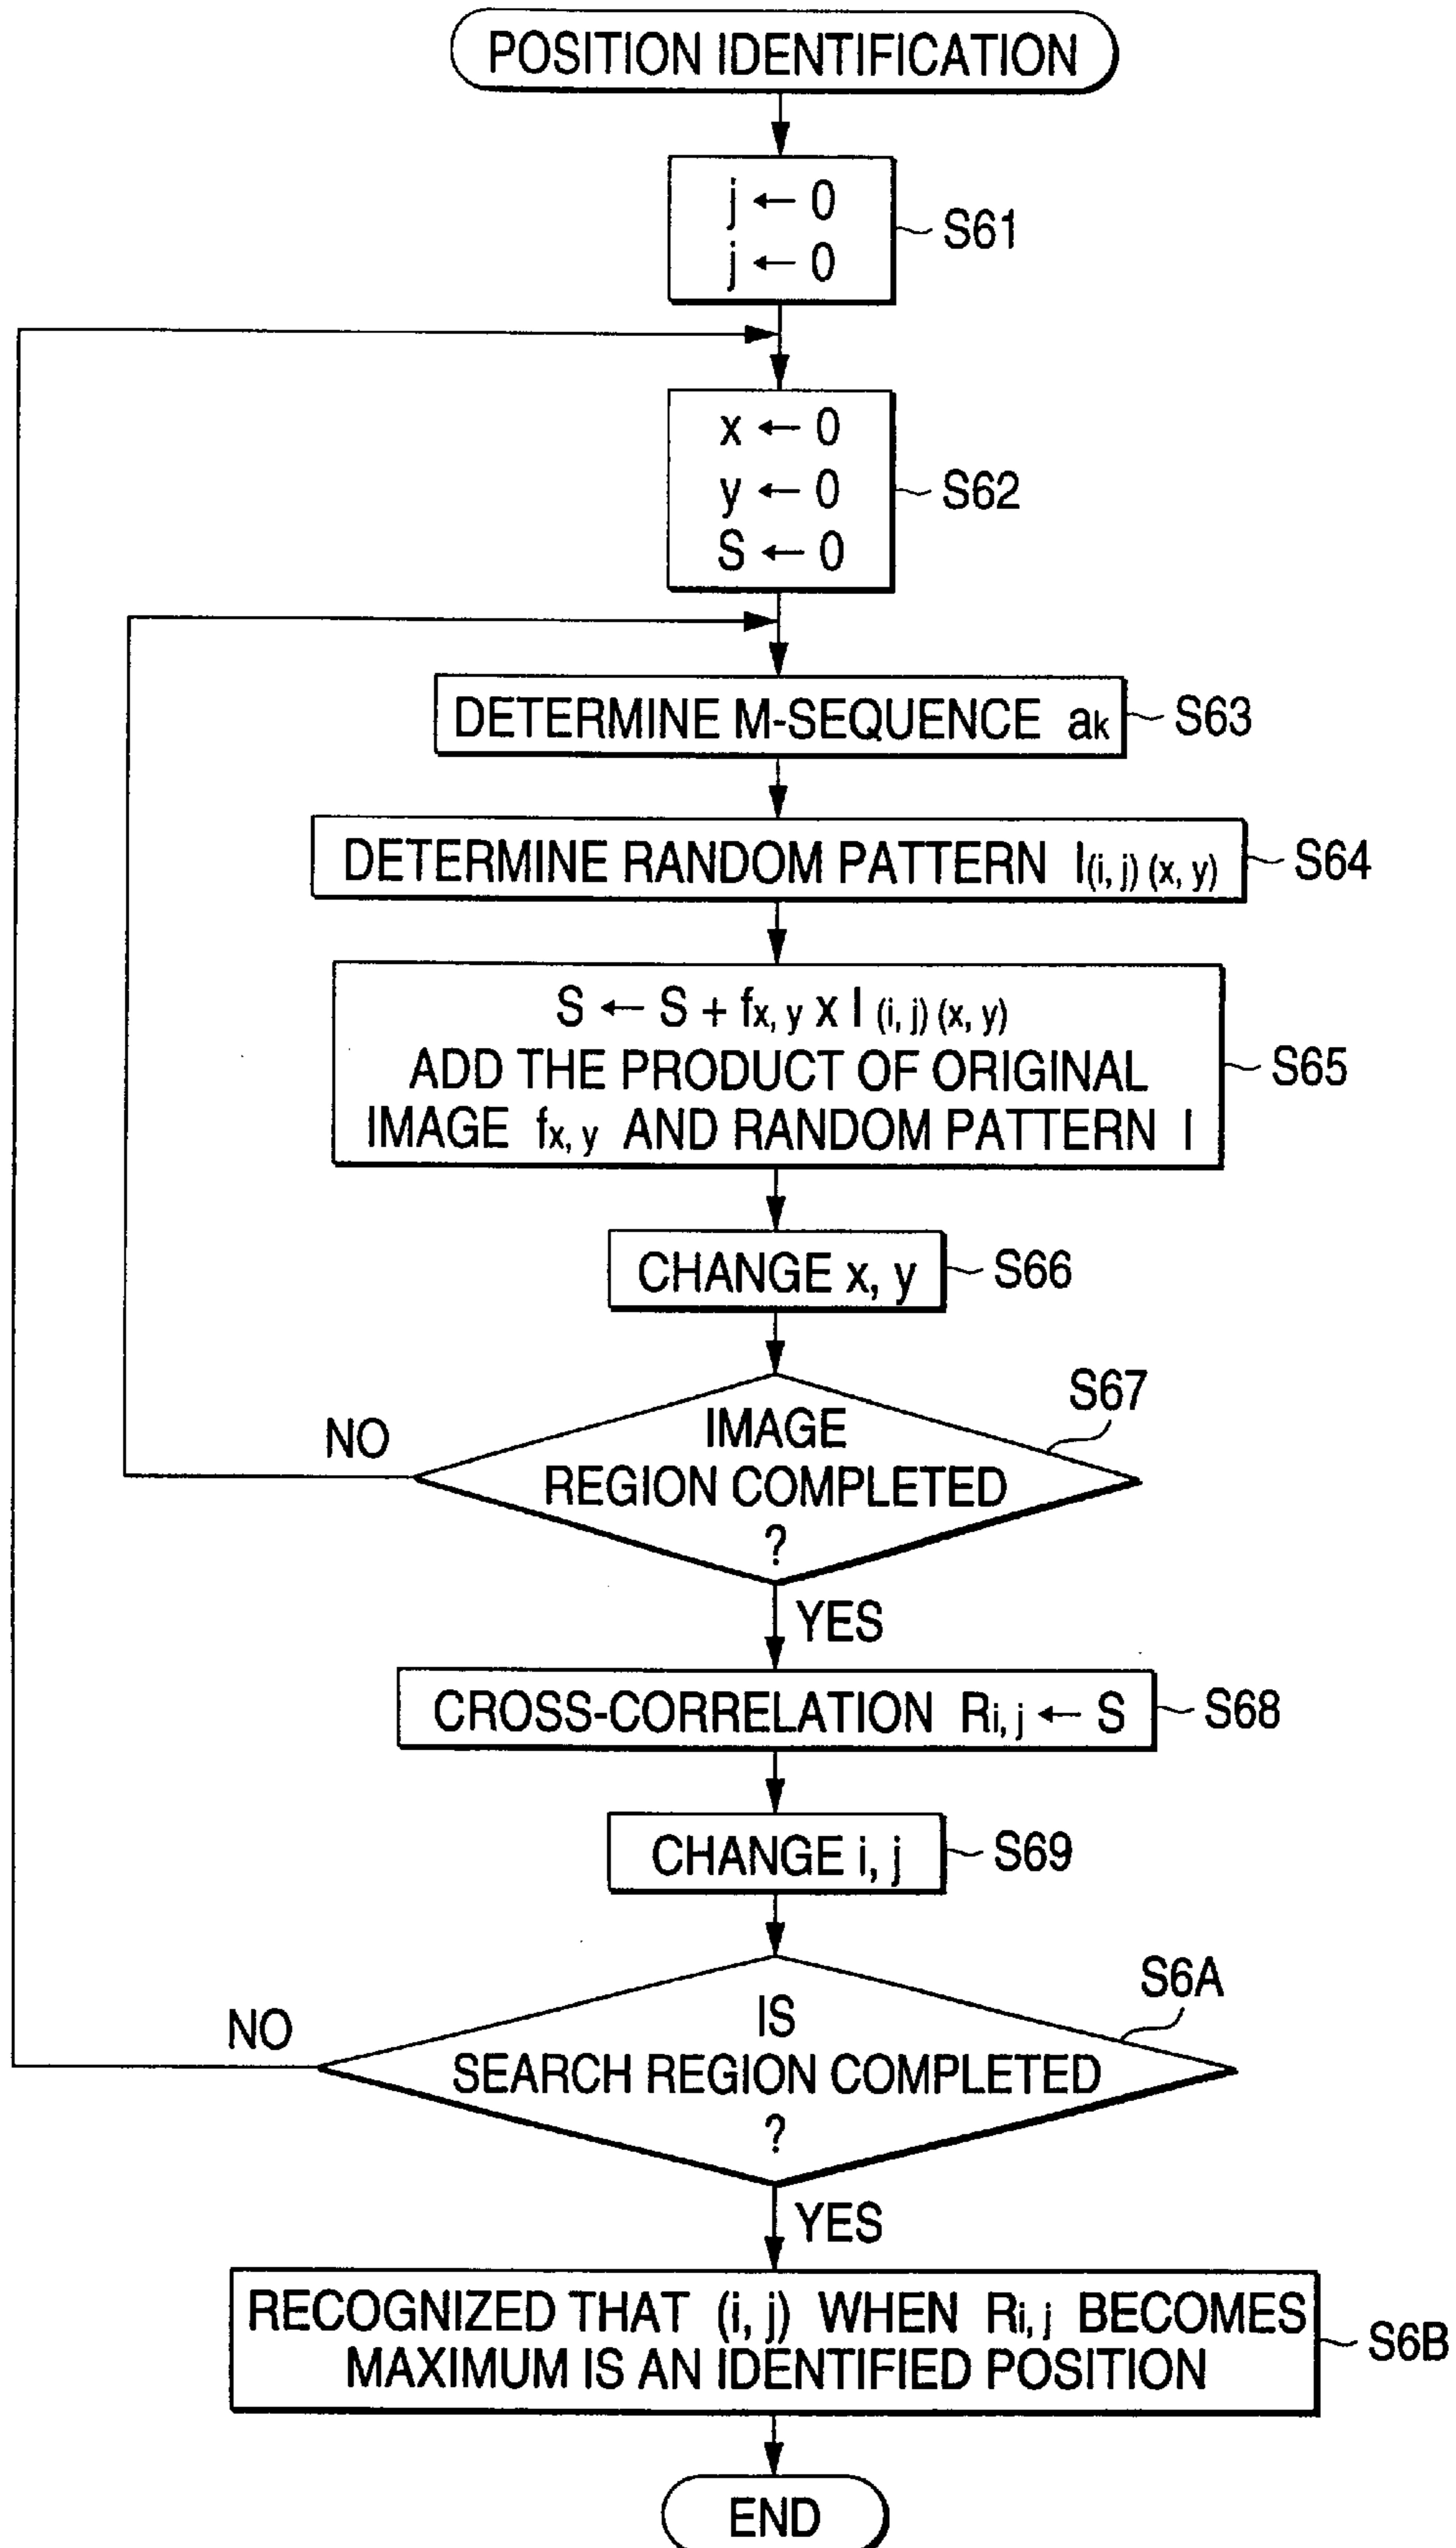 POSITION IDENTIFICATION
j ← 0
j ← 0
S61
x ← 0
y ← 0
S ← 0
S62
DETERMINE M-SEQUENCE ak
S63
DETERMINE RANDOM PATTERN I(i, j) (x, y)
S64
S ← S + fx, y x I (i, j) (x, y)
ADD THE PRODUCT OF ORIGINAL
IMAGE fx, y AND RANDOM PATTERN I
S65
CHANGE x, y
S66
S67
IMAGE
REGION COMPLETED
?
NO
YES
CROSS-CORRELATION Ri, j ← S
S68
CHANGE i, j
S69
S6A
IS
SEARCH REGION COMPLETED
?
NO
YES
RECOGNIZED THAT (i, j) WHEN Ri, j BECOMES
MAXIMUM IS AN IDENTIFIED POSITION
S6B
END